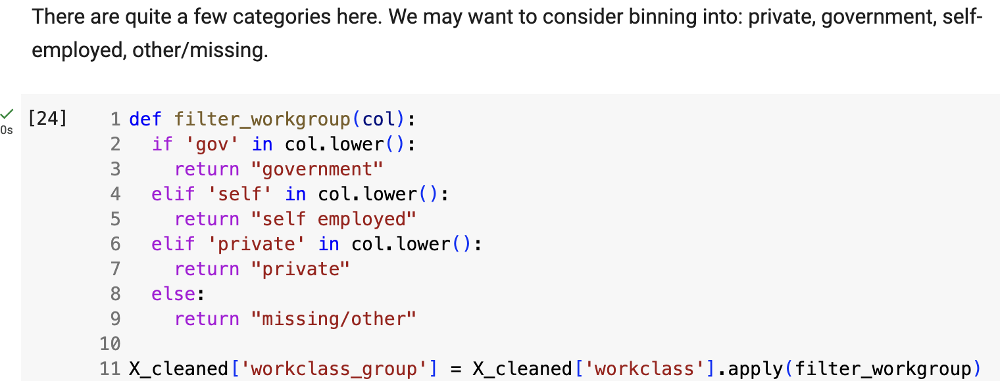 There are quite a few categories here. We may want to consider binning into: private, government, self-
employed, other/missing.
[24]
0s
1 def filter_workgroup(col):
2   if 'gov' in col.lower():
3     return "government"
4   elif 'self' in col.lower():
5     return "self employed"
6   elif 'private' in col.lower():
7     return "private"
8   else:
9     return "missing/other"
10
11 X_cleaned['workclass_group'] = X_cleaned['workclass'].apply(filter_workgroup)